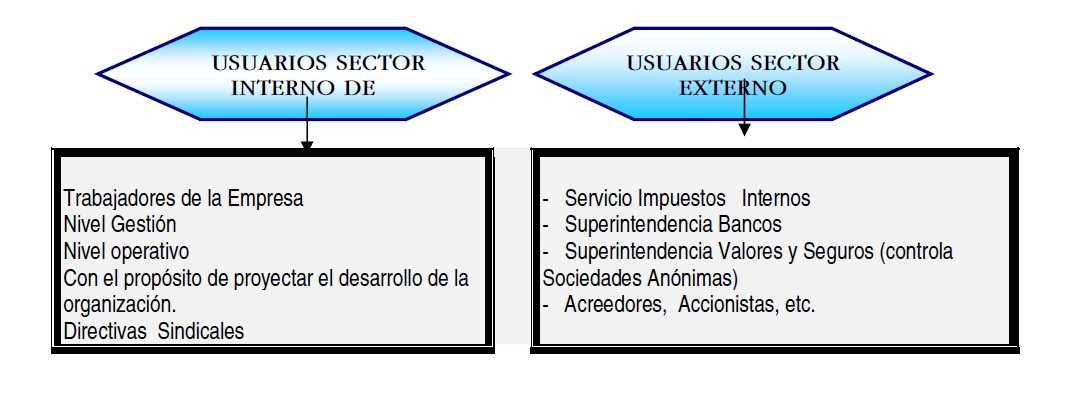 USUARIOS SECTOR
INTERNO DE
Trabajadores de la Empresa
Nivel Gestión
Nivel operativo
Con el propósito de proyectar el desarrollo de la
organización.
Directivas Sindicales
USUARIOS SECTOR
EXTERNO
- Servicio Impuestos Internos
- Superintendencia Bancos
- Superintendencia Valores y Seguros (controla
Sociedades Anónimas)
- Acreedores, Accionistas, etc.